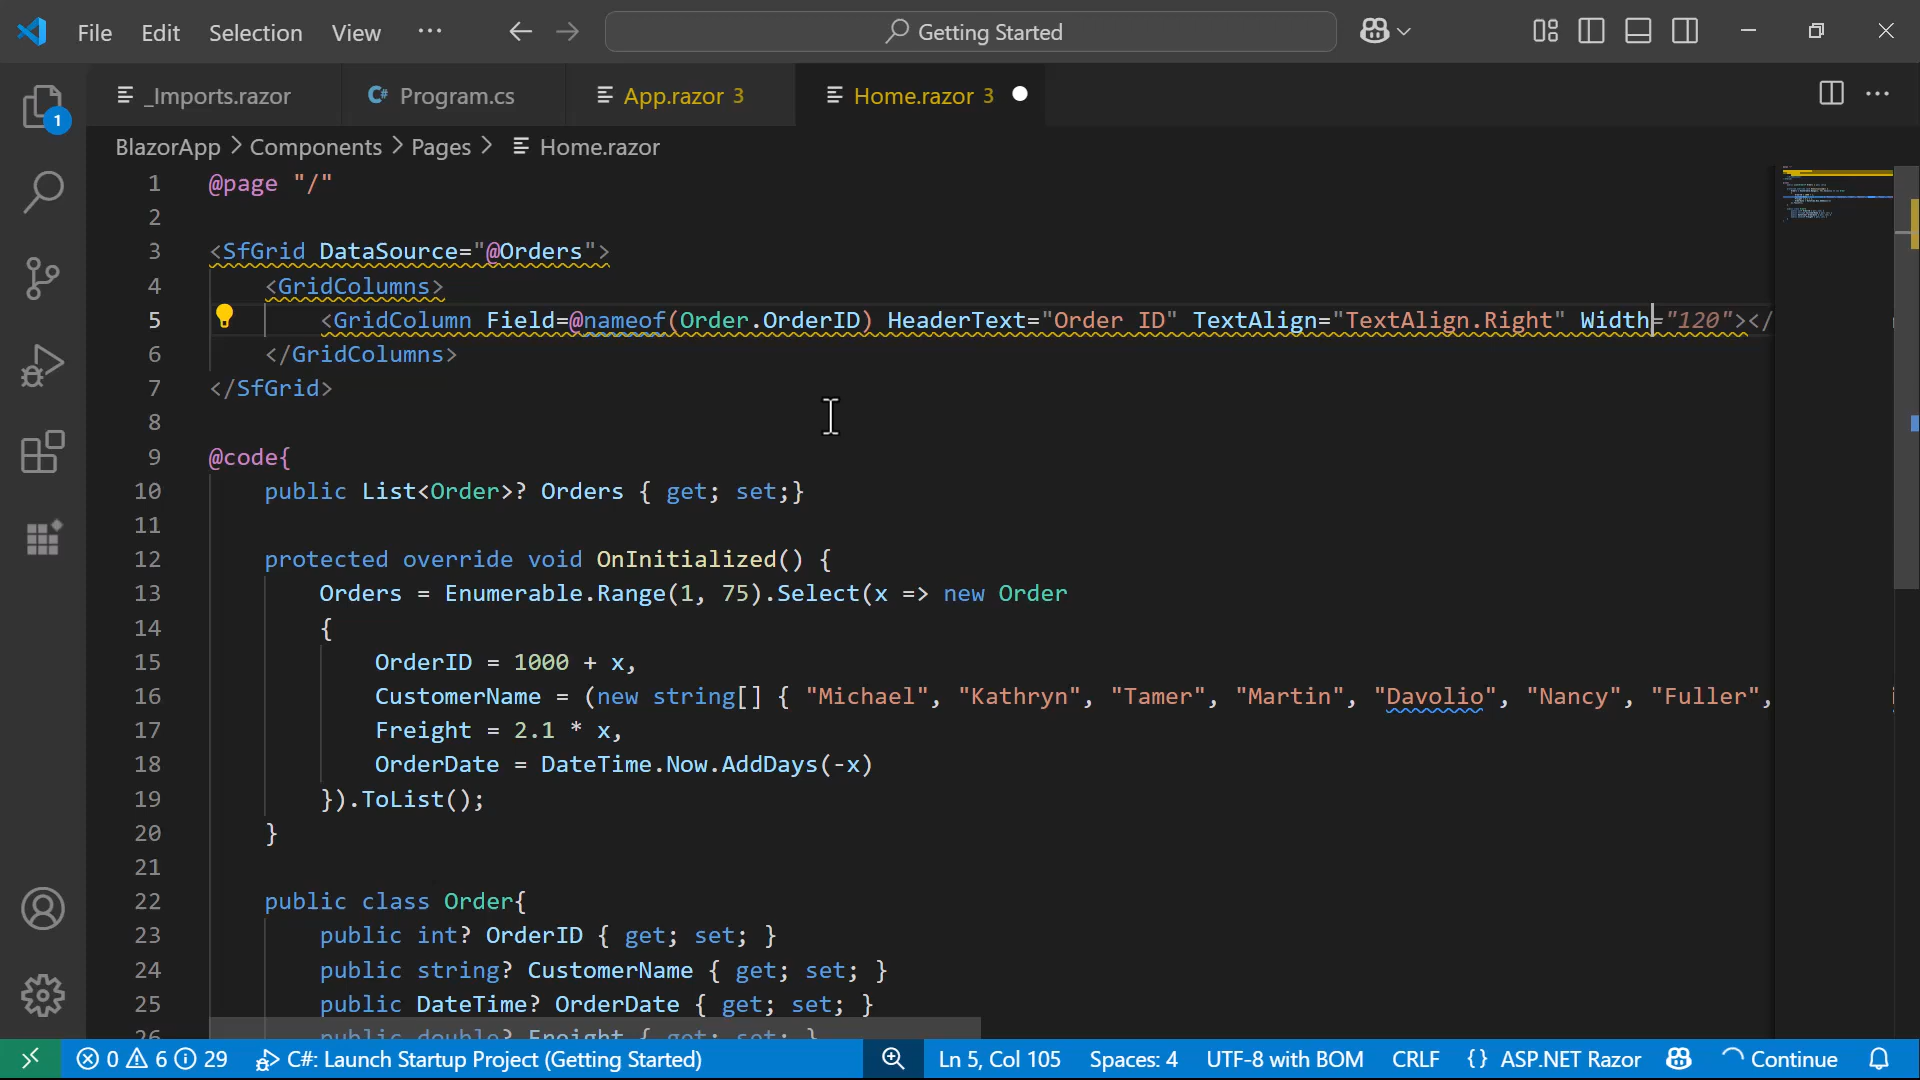 File Edit Selection View ··· Getting Started
1
_Imports.razor Program.cs App.razor 3 Home.razor 3
BlazorApp > Components > Pages > Home.razor
1 @page "/"
2
3 <SfGrid DataSource="@Orders">
4 <GridColumns>
5 <GridColumn Field=@nameof(Order.OrderID) HeaderText="Order ID" TextAlign="TextAlign.Right" Width="120"></
6 </GridColumns>
7 </SfGrid>
8
9 @code{
10 public List<Order>? Orders { get; set;}
11
12 protected override void OnInitialized() {
13 Orders = Enumerable.Range(1, 75).Select(x => new Order
14 {
15 OrderID = 1000 + x,
16 CustomerName = (new string[] { "Michael", "Kathryn", "Tamer", "Martin", "Davolio", "Nancy", "Fuller",
17 Freight = 2.1 * x,
18 OrderDate = DateTime.Now.AddDays(-x)
19 }).ToList();
20 }
21
22 public class Order{
23 public int? OrderID { get; set; }
24 public string? CustomerName { get; set; }
25 public DateTime? OrderDate { get; set; }
26 public double? Freight { get; set; }
0 6 29 C#: Launch Startup Project (Getting Started) Ln 5, Col 105 Spaces: 4 UTF-8 with BOM CRLF {} ASP.NET Razor Continue